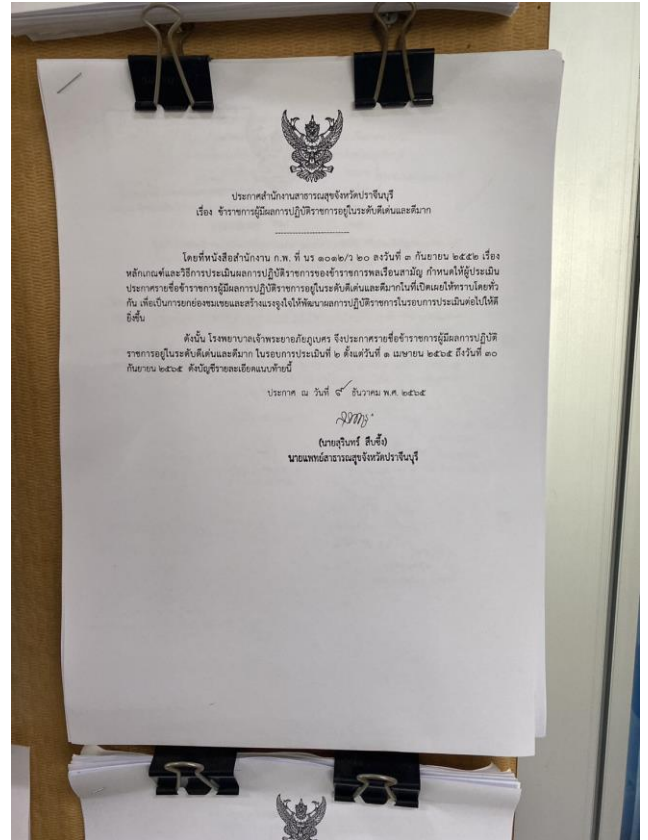 ประกาศสำนักงานสาธารณสุขจังหวัดปราจีนบุรี
เรื่อง ข้าราชการผู้มีผลการปฏิบัติราชการอยู่ในระดับดีเด่นและดีมาก
โดยที่หนังสือสำนักงาน ก.พ. ที่ นร ๑๐๑๒/ว ๒๐ ลงวันที่ ๓ กันยายน ๒๕๕๒ เรื่อง
หลักเกณฑ์และวิธีการประเมินผลการปฏิบัติราชการของข้าราชการพลเรือนสามัญ กำหนดให้ผู้ประเมิน
ประกาศรายชื่อข้าราชการผู้มีผลการปฏิบัติราชการอยู่ในระดับดีเด่นและดีมากในที่เปิดเผยให้ทราบโดยทั่ว
กัน เพื่อเป็นการยกย่องชมเชยและสร้างแรงจูงใจให้พัฒนาผลการปฏิบัติราชการในรอบการประเมินต่อไปให้ดี
ยิ่งขึ้น
ดังนั้น โรงพยาบาลเจ้าพระยาอภัยภูเบศร จึงประกาศรายชื่อข้าราชการผู้มีผลการปฏิบัติ
ราชการอยู่ในระดับดีเด่นและดีมาก ในรอบการประเมินที่ ๒ ตั้งแต่วันที่ ๑ เมษายน ๒๕๖๕ ถึงวันที่ ๓๐
กันยายน ๒๕๖๕ ดังบัญชีรายละเอียดแนบท้ายนี้
ประกาศ ณ วันที่ ๙ ธันวาคม พ.ศ. ๒๕๖๕
(นายสุรินทร์ สืบซึ้ง)
นายแพทย์สาธารณสุขจังหวัดปราจีนบุรี